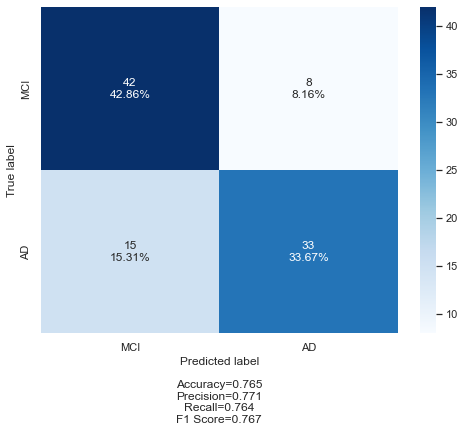 42
42.86%
8
8.16%
15
15.31%
33
33.67%
MCI
AD
True label
MCI
AD
Predicted label
Accuracy=0.765
Precision=0.771
Recall=0.764
F1 Score=0.767
40
35
30
25
20
15
10